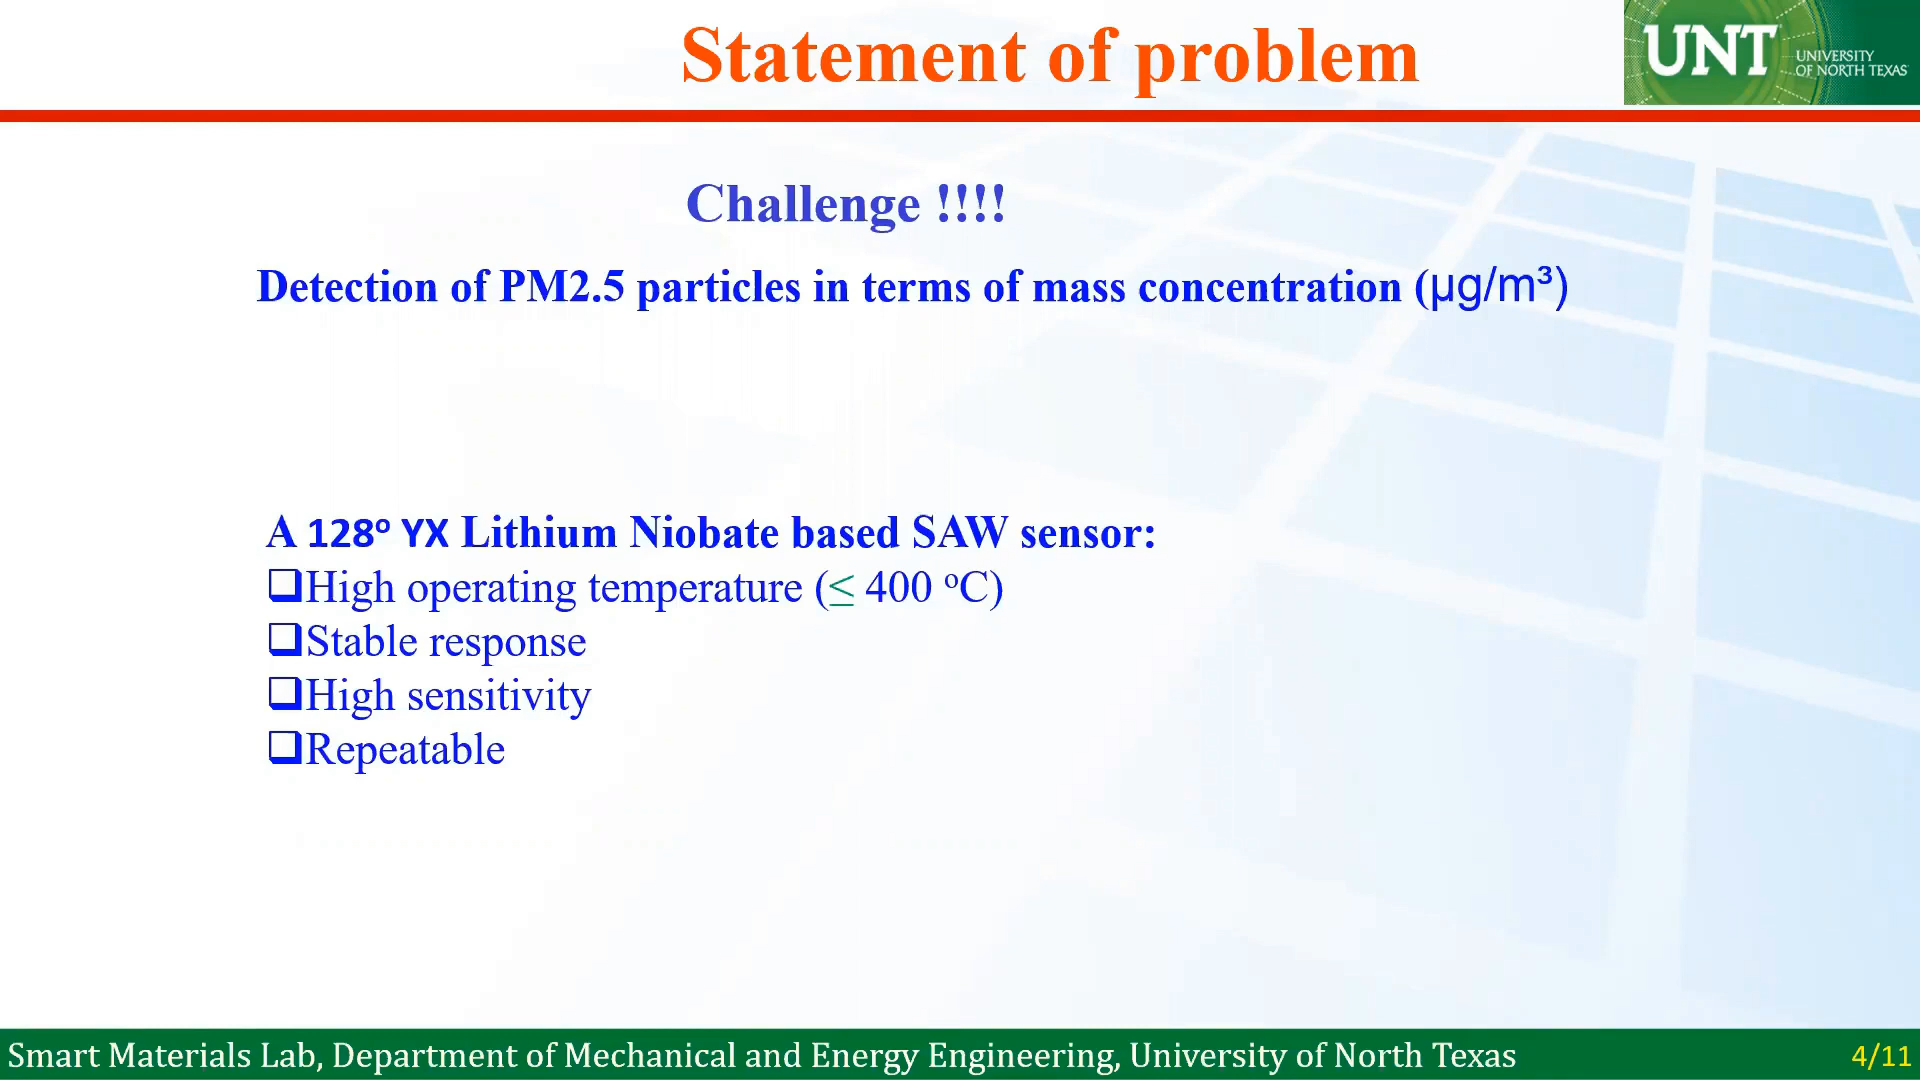 Statement of problem
UNT UNIVERSITY
OF NORTH TEXAS
Challenge !!!!
Detection of PM2.5 particles in terms of mass concentration (µg/m³)
A 128º YX Lithium Niobate based SAW sensor:
❑High operating temperature (≤ 400 ºC)
❑Stable response
❑High sensitivity
❑Repeatable
Smart Materials Lab, Department of Mechanical and Energy Engineering, University of North Texas
4/11